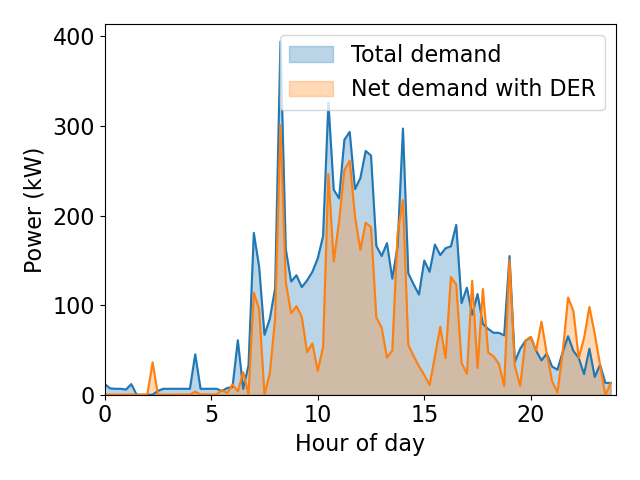 400
300
200
100
0
Power (kW)
Total demand
Net demand with DER
0 5 10 15 20
Hour of day